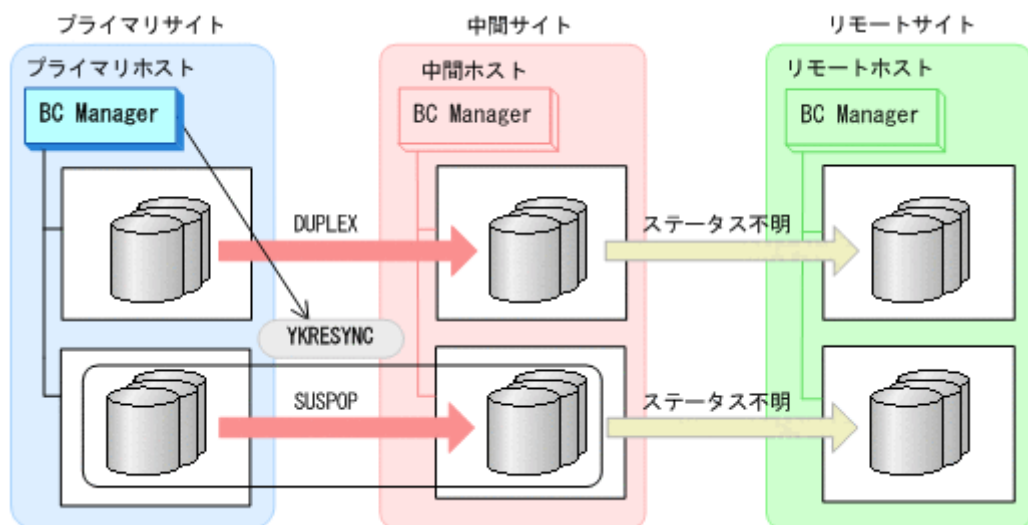 プライマリサイト
中間サイト
リモートサイト
プライマリホスト
中間ホスト
リモートホスト
BC Manager
BC Manager
BC Manager
DUPLEX
ステータス不明
YKRESYNC
SUSPOP
ステータス不明